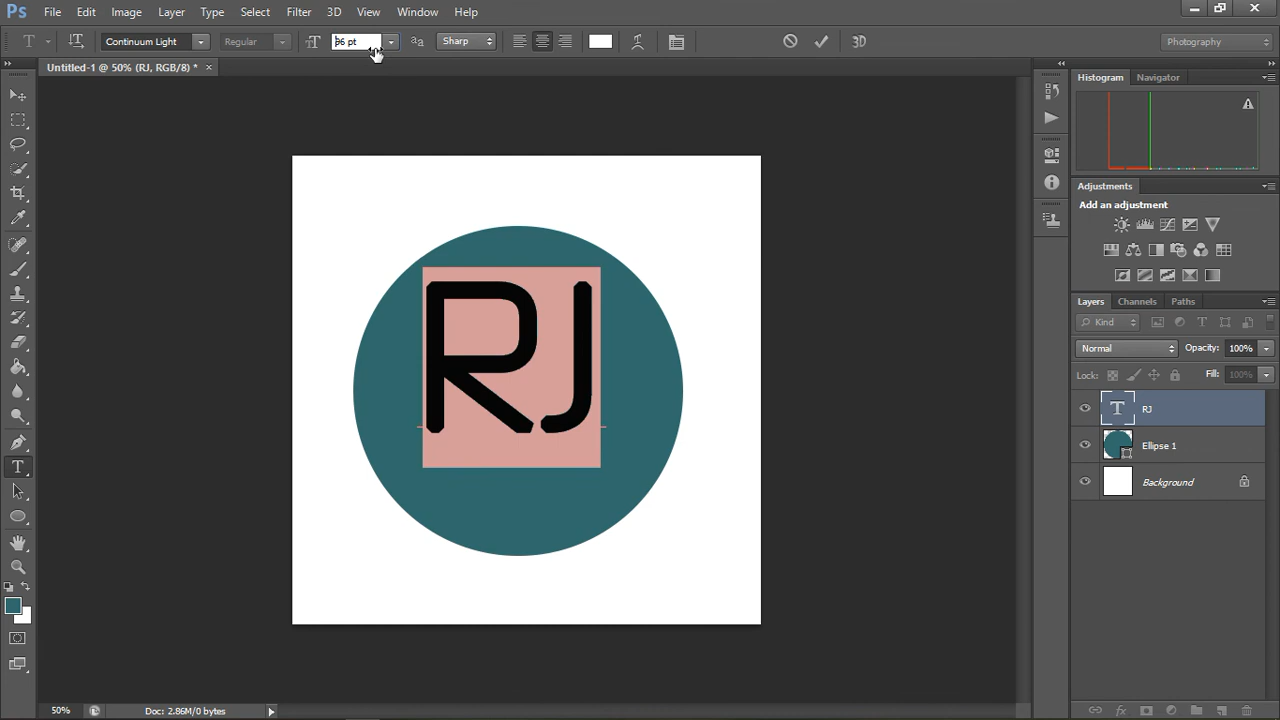 Ps File Edit Image Layer Type Select Filter 3D View Window Help
T Continuum Light Regular 96 pt aa Sharp 3D Photography
Untitled-1 @ 50% (RJ, RGB/8) * ×
Histogram Navigator
Adjustments
Add an adjustment
RJ
Layers Channels Paths
Kind
Normal Opacity: 100%
Lock: Fill: 100%
T RJ
Ellipse 1
Background
50% Doc: 2.86M/0 bytes